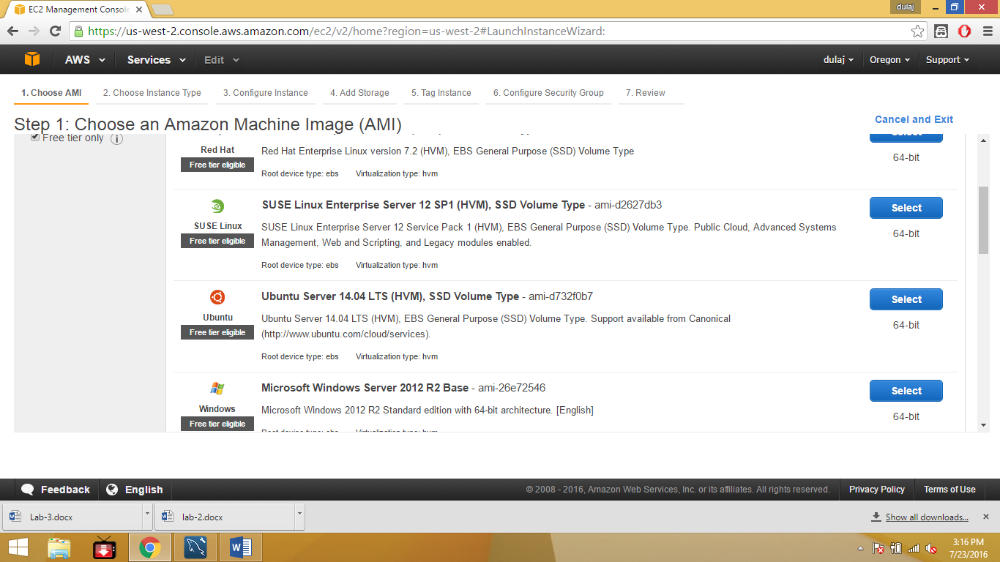 EC2 Management Console
dulaj
https://us-west-2.console.aws.amazon.com/ec2/v2/home?region=us-west-2#LaunchInstanceWizard:
AWS Services Edit dulaj Oregon Support
1. Choose AMI 2. Choose Instance Type 3. Configure Instance 4. Add Storage 5. Tag Instance 6. Configure Security Group 7. Review
Step 1: Choose an Amazon Machine Image (AMI)
Cancel and Exit
Free tier only
Select
Red Hat
Free tier eligible
Red Hat Enterprise Linux version 7.2 (HVM), EBS General Purpose (SSD) Volume Type
64-bit
Root device type: ebs Virtualization type: hvm
SUSE Linux Enterprise Server 12 SP1 (HVM), SSD Volume Type - ami-d2627db3
Select
SUSE Linux
Free tier eligible
SUSE Linux Enterprise Server 12 Service Pack 1 (HVM), EBS General Purpose (SSD) Volume Type. Public Cloud, Advanced Systems
Management, Web and Scripting, and Legacy modules enabled.
64-bit
Root device type: ebs Virtualization type: hvm
Ubuntu Server 14.04 LTS (HVM), SSD Volume Type - ami-d732f0b7
Select
Ubuntu
Free tier eligible
Ubuntu Server 14.04 LTS (HVM), EBS General Purpose (SSD) Volume Type. Support available from Canonical
(http://www.ubuntu.com/cloud/services).
64-bit
Root device type: ebs Virtualization type: hvm
Microsoft Windows Server 2012 R2 Base - ami-26e72546
Select
Windows
Free tier eligible
Microsoft Windows 2012 R2 Standard edition with 64-bit architecture. [English]
64-bit
Root device type: ebs Virtualization type: hvm
Feedback English © 2008 - 2016, Amazon Web Services, Inc. or its affiliates. All rights reserved. Privacy Policy Terms of Use
Lab-3.docx lab-2.docx Show all downloads...
3:16 PM
7/23/2016